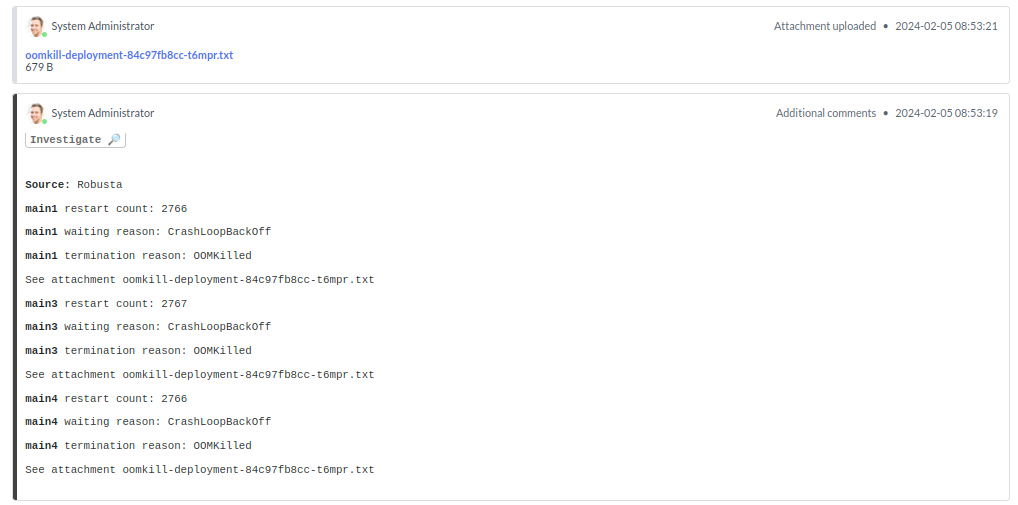 System Administrator
Attachment uploaded • 2024-02-05 08:53:21
oomkill-deployment-84c97fb8cc-t6mpr.txt
679 B
System Administrator
Additional comments • 2024-02-05 08:53:19
Investigate 🔎
Source: Robusta
main1 restart count: 2766
main1 waiting reason: CrashLoopBackOff
main1 termination reason: OOMKilled
See attachment oomkill-deployment-84c97fb8cc-t6mpr.txt
main3 restart count: 2767
main3 waiting reason: CrashLoopBackOff
main3 termination reason: OOMKilled
See attachment oomkill-deployment-84c97fb8cc-t6mpr.txt
main4 restart count: 2766
main4 waiting reason: CrashLoopBackOff
main4 termination reason: OOMKilled
See attachment oomkill-deployment-84c97fb8cc-t6mpr.txt